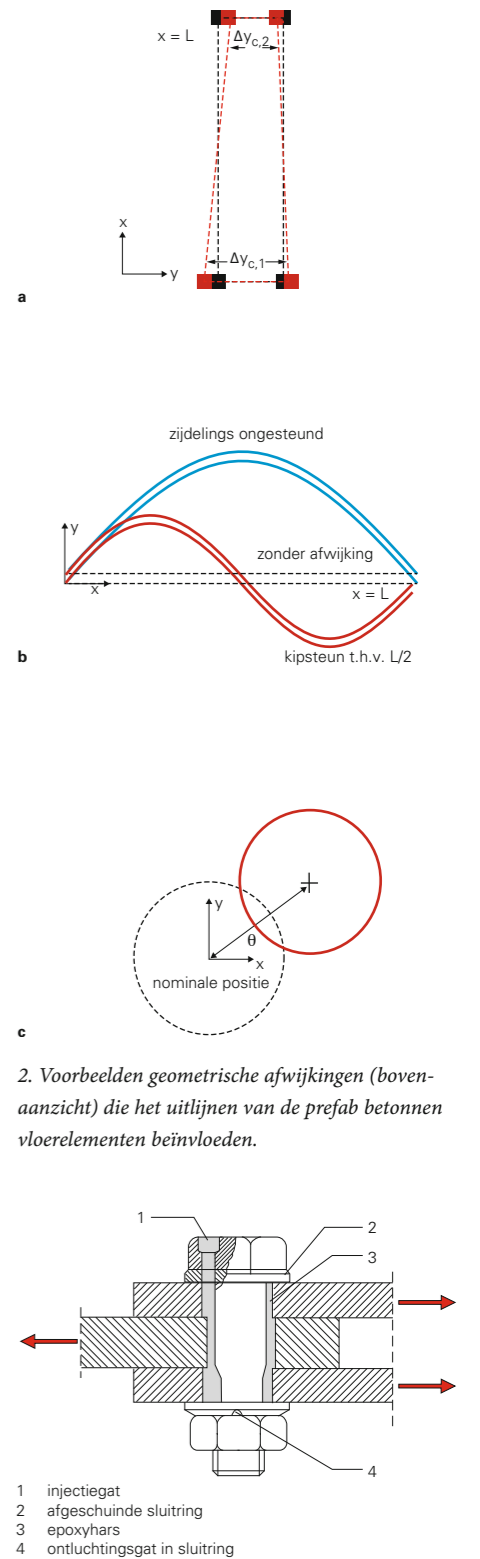 x = L
Δy c,2
x
Δy c,1
y
a
zijdelings ongesteund
y
zonder afwijking
x
x = L
b
kipsteun t.h.v. L/2
y
θ
x
nominale positie
c
2. Voorbeelden geometrische afwijkingen (boven-
aanzicht) die het uitlijnen van de prefab betonnen
vloerelementen beïnvloeden.
1
2
3
4
1 injectiegat
2 afgeschuinde sluitring
3 epoxyhars
4 ontluchtingsgat in sluitring